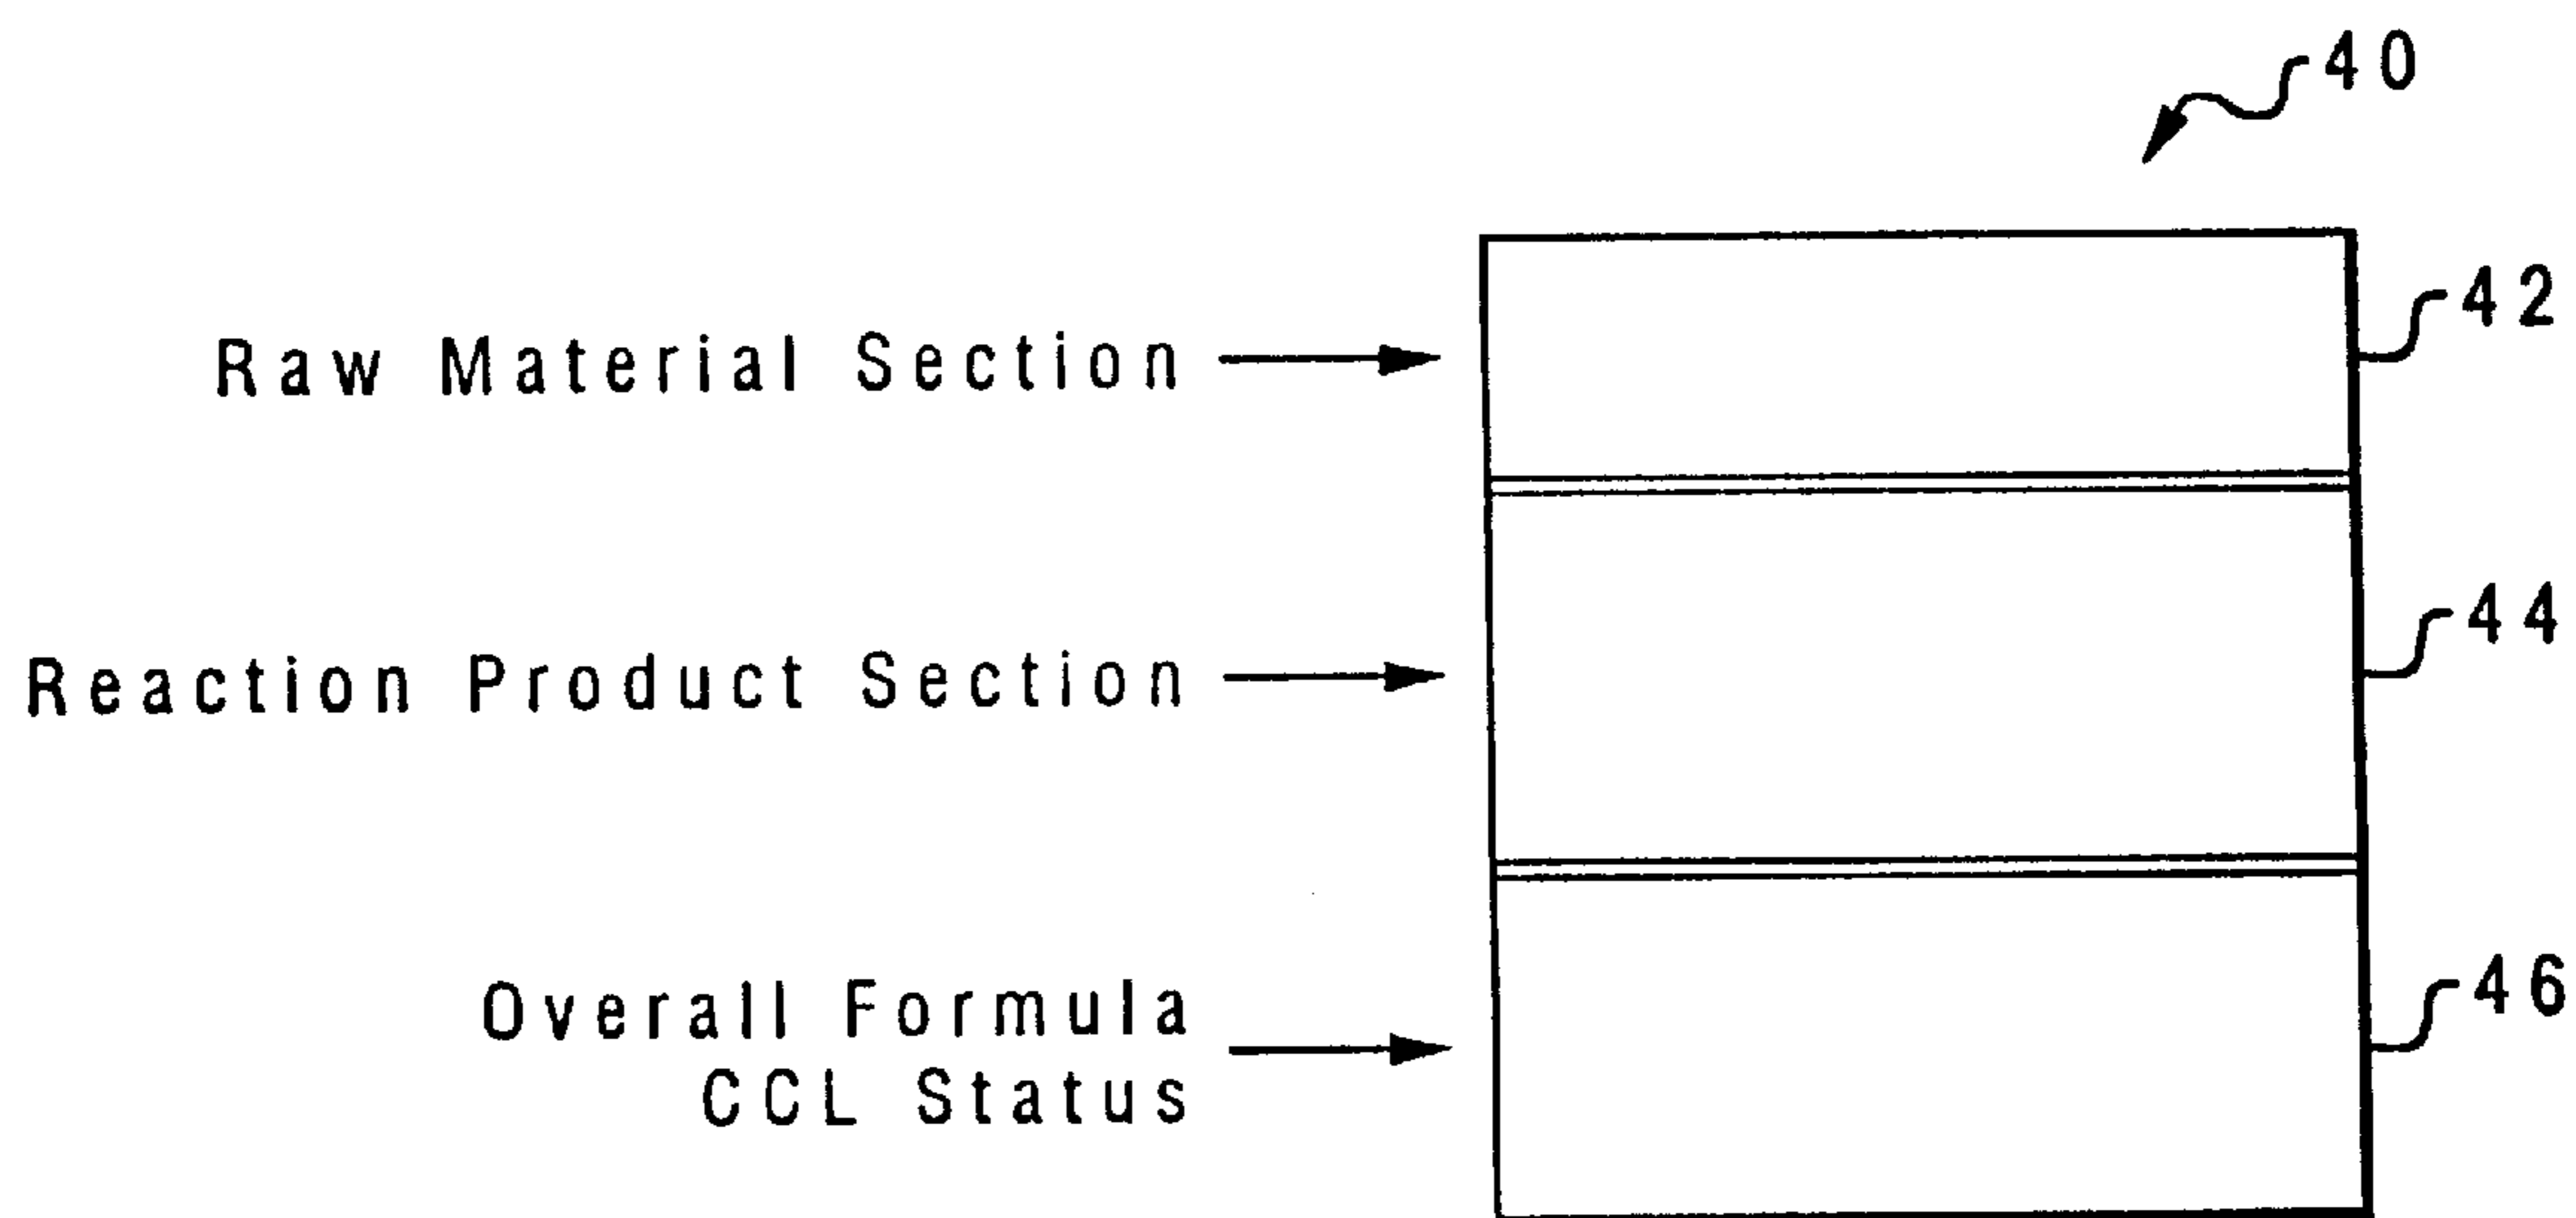 40
42
Raw Material Section
44
Reaction Product Section
46
Overall Formula
CCL Status